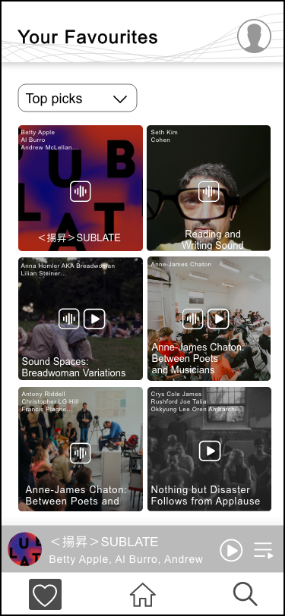 Your Favourites
Top picks
Betty Apple
Al Burro
Andrew McLellan...
<揚昇>SUBLATE
Seth Kim
Cohen
Reading and
Writing Sound
Anna Homler AKA Breadwoman
Lilian Steiner...
Sound Spaces:
Breadwoman Variations
Anne-James Chaton
Anne-James Chaton:
Between Poets
and Musicians
Antony Riddell
Christopher LG Hill
Francis Plagne...
Anne-James Chaton:
Between Poets and
Crys Cole James
Rushford Joe Talia
Okkyung Lee Oren Ambarchi...
Nothing but Disaster
Follows from Applause
<揚昇>SUBLATE
Betty Apple, Al Burro, Andrew